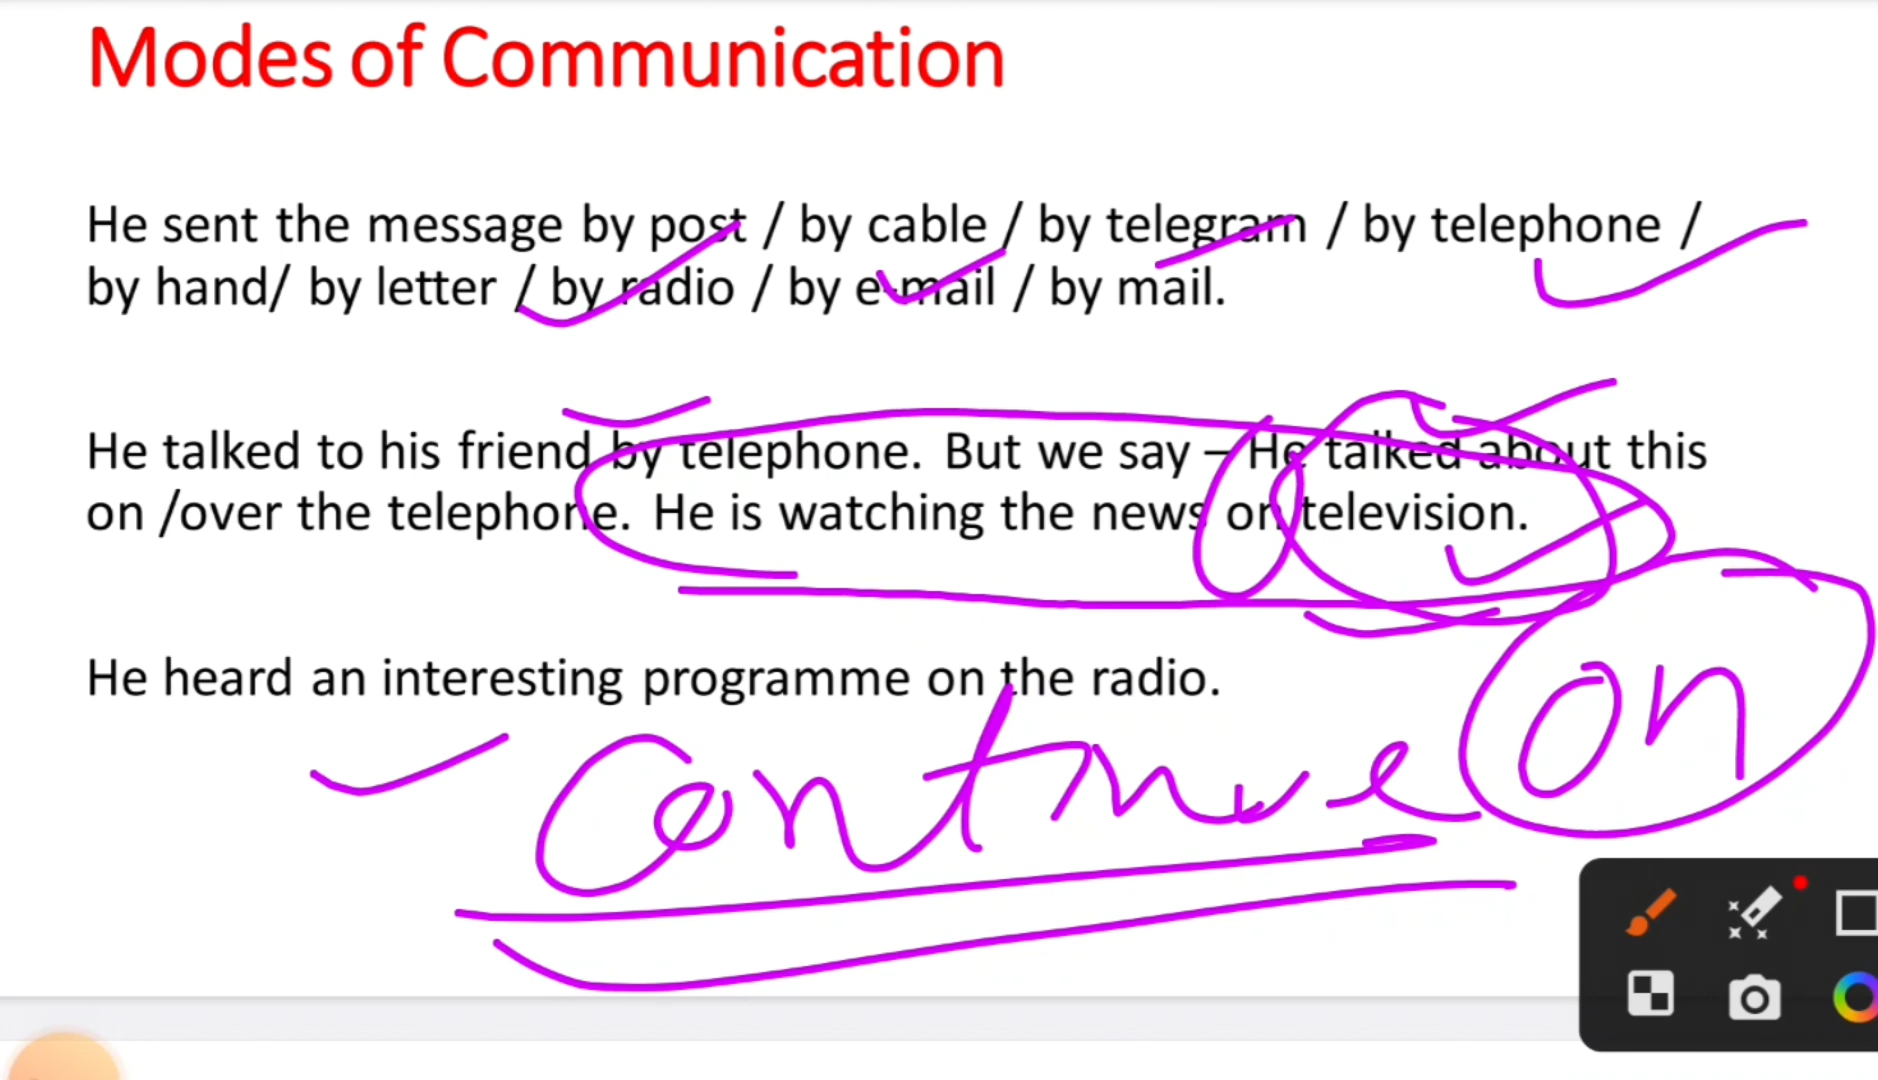 Modes of Communication
He sent the message by post / by cable / by telegram / by telephone /
by hand/ by letter / by radio / by e-mail / by mail.
He talked to his friend by telephone. But we say – He talked about this
on /over the telephone. He is watching the news on television.
He heard an interesting programme on the radio.
on
Continue